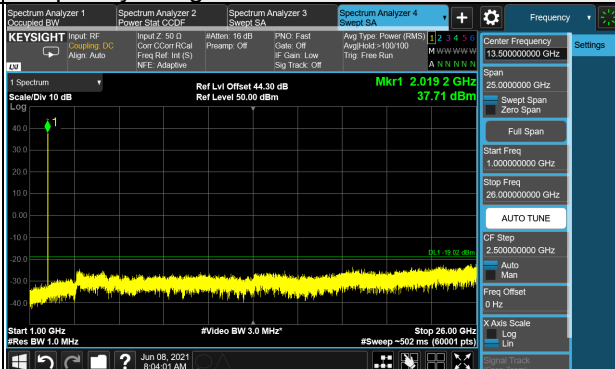 Spectrum Analyzer 1
Occupied BW
Spectrum Analyzer 2
Power Stat CCDF
Spectrum Analyzer 3
Swept SA
Spectrum Analyzer 4
Swept SA
Frequency
KEYSIGHT
Input: RF
Coupling: DC
Align: Auto
Input Z: 50 Ω
Corr CCorr RCal
Freq Ref: Int (S)
NFE: Adaptive
#Atten: 16 dB
Preamp: Off
PNO: Fast
Gate: Off
IF Gain: Low
Sig Track: Off
Avg Type: Power (RMS)
Avg|Hold:>100/100
Trig: Free Run
1 2 3 4 5 6
M W W W W W
A N N N N N
LXI
1 Spectrum
Scale/Div 10 dB
Log
Ref Lvl Offset 44.30 dB
Ref Level 50.00 dBm
Mkr1 2.019 2 GHz
37.71 dBm
1
40.0
30.0
20.0
10.0
0.00
-10.0
-20.0
-30.0
-40.0
DL1 -19.02 dBm
Start 1.00 GHz
#Res BW 1.0 MHz
#Video BW 3.0 MHz*
Stop 26.00 GHz
#Sweep ~502 ms (60001 pts)
Jun 08, 2021
8:04:01 AM
Center Frequency
13.500000000 GHz
Settings
Span
25.0000000 GHz
Swept Span
Zero Span
Full Span
Start Freq
1.000000000 GHz
Stop Freq
26.000000000 GHz
AUTO TUNE
CF Step
2.500000000 GHz
Auto
Man
Freq Offset
0 Hz
X Axis Scale
Log
Lin
Signal Track